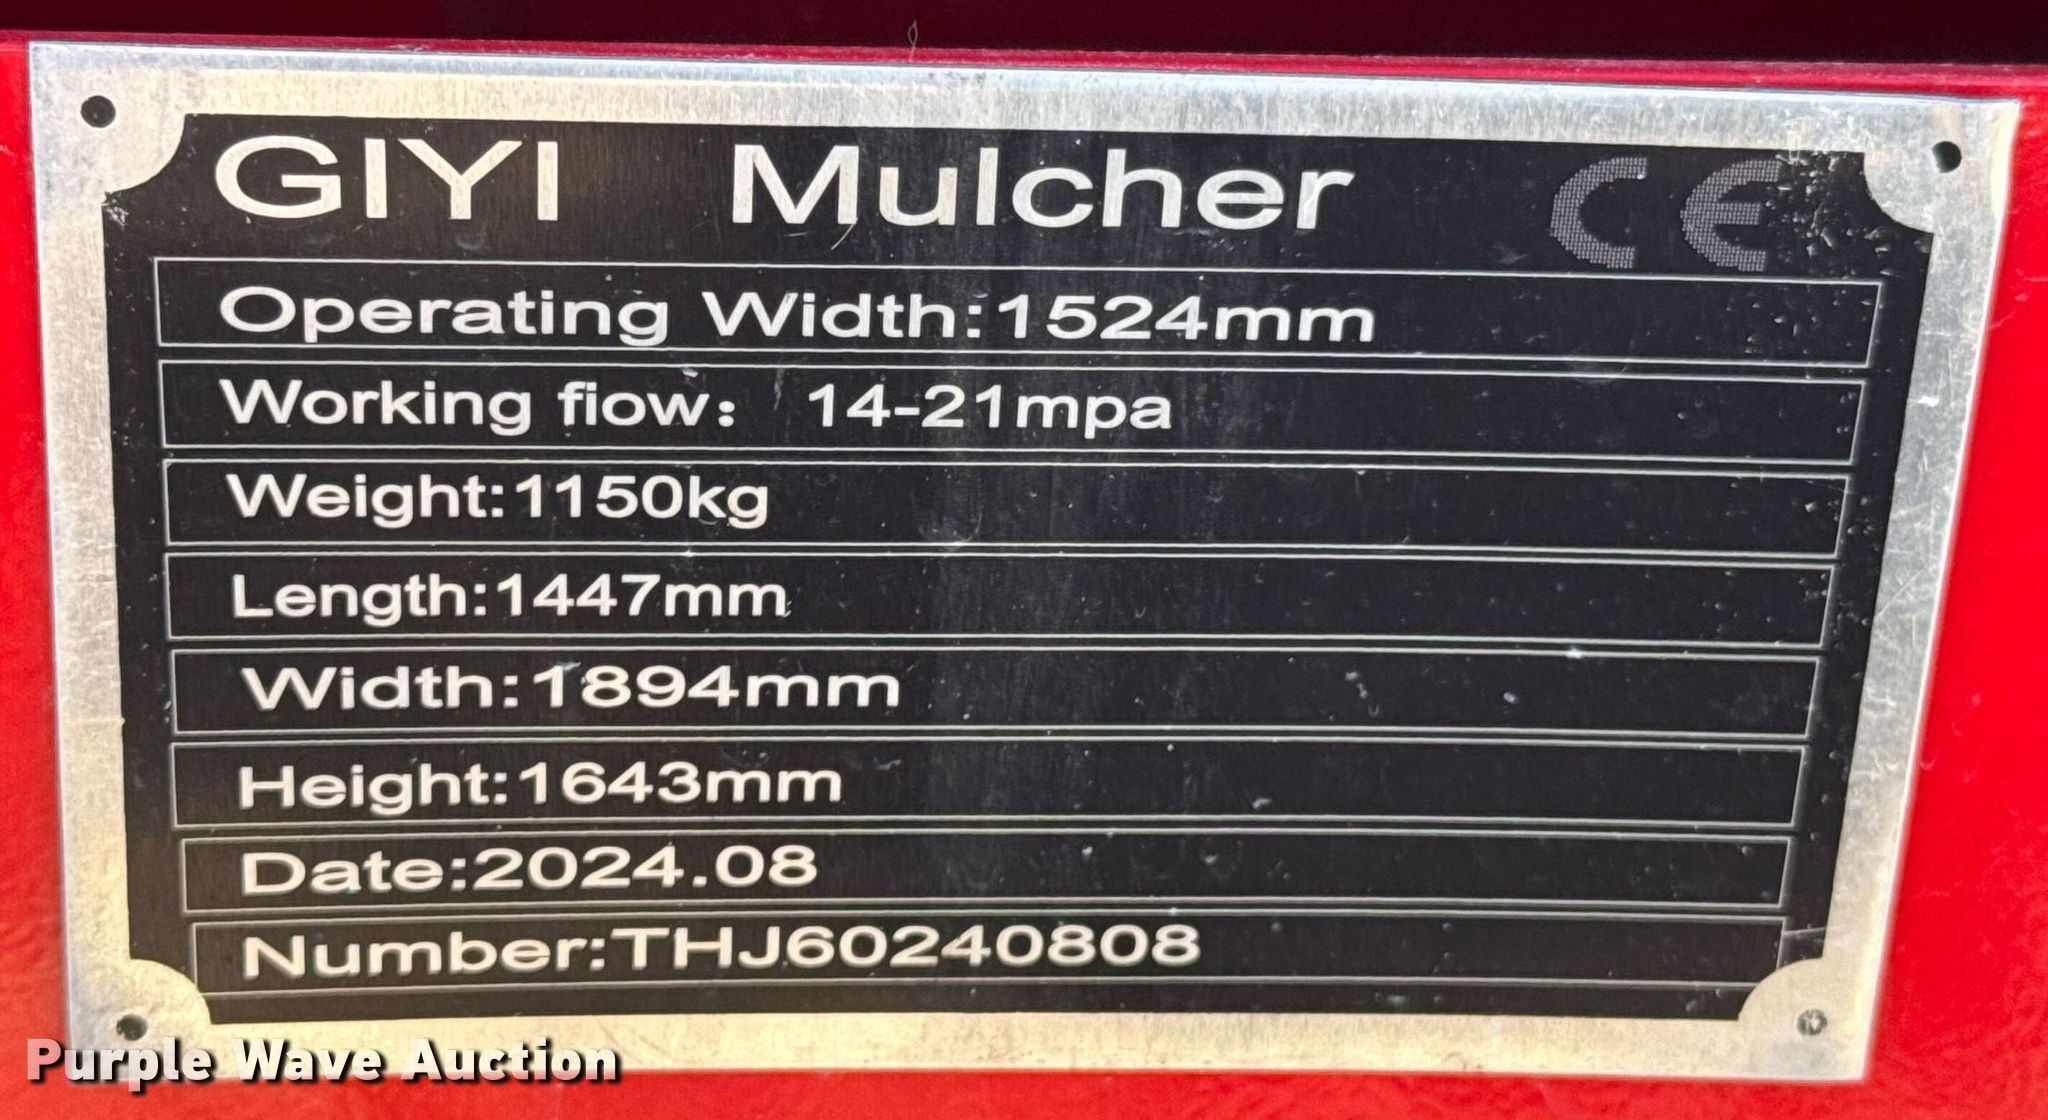 GIYI Mulcher CE
Operating Width:1524mm
Working fiow: 14-21mpa
Weight:1150kg
Length:1447mm
Width:1894mm
Height:1643mm
Date:2024.08
Number:THJ60240808
Purple Wave Auction